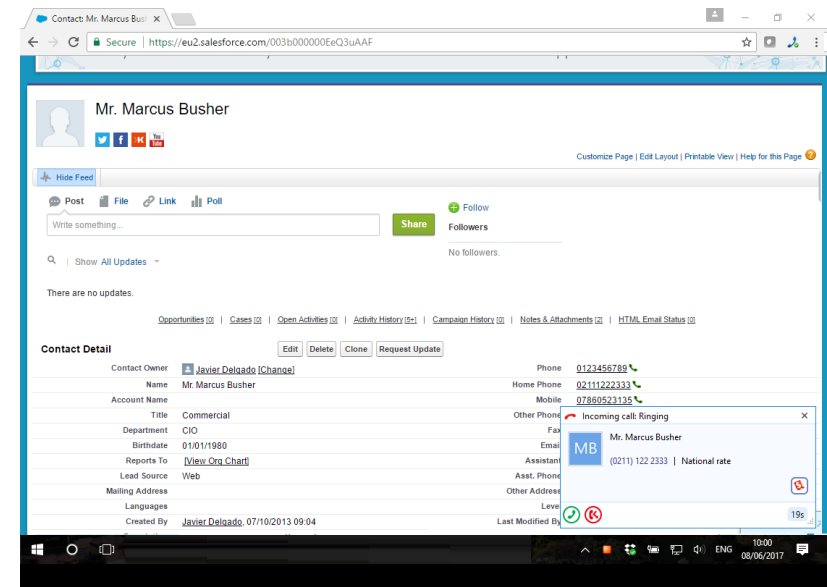 Contact: Mr. Marcus Bus
Secure | https://eu2.salesforce.com/003b000000EeQ3uAAF
Mr. Marcus Busher
You Tube
Customize Page | Edit Layout | Printable View | Help for this Page ?
Hide Feed
Post File Link Poll
Write something...
Share
Follow
Followers
No followers.
Show All Updates
There are no updates.
Opportunities [0] | Cases [0] | Open Activities [0] | Activity History [5+] | Campaign History [0] | Notes & Attachments [2] | HTML Email Status [0]
Contact Detail
Edit Delete Clone Request Update
Contact Owner Javier Delgado [Change] Phone 0123456789
Name Mr. Marcus Busher Home Phone 02111222333
Account Name Mobile 07860523135
Title Commercial Other Phone
Department CIO Fax
Birthdate 01/01/1980 Email
Reports To [View Org Chart] Assistant
Lead Source Web Asst. Phone
Mailing Address Other Address
Languages Leve
Created By Javier Delgado, 07/10/2013 09:04 Last Modified By
Incoming call: Ringing
MB
Mr. Marcus Busher
(0211) 122 2333 | National rate
19s
ENG
10:00
08/06/2017